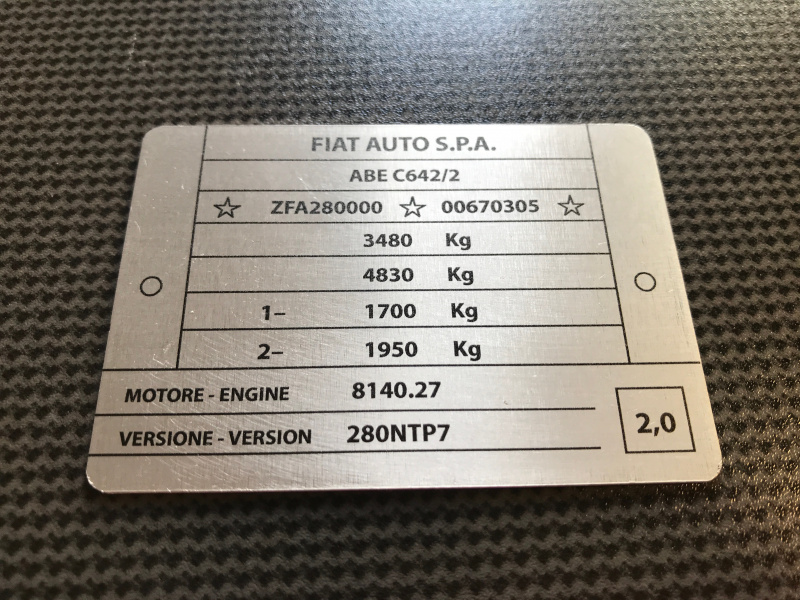 FIAT AUTO S.P.A.
ABE C642/2
☆ ZFA280000 ☆ 00670305 ☆
3480 Kg
4830 Kg
1– 1700 Kg
2– 1950 Kg
MOTORE - ENGINE 8140.27
VERSIONE - VERSION 280NTP7
2,0